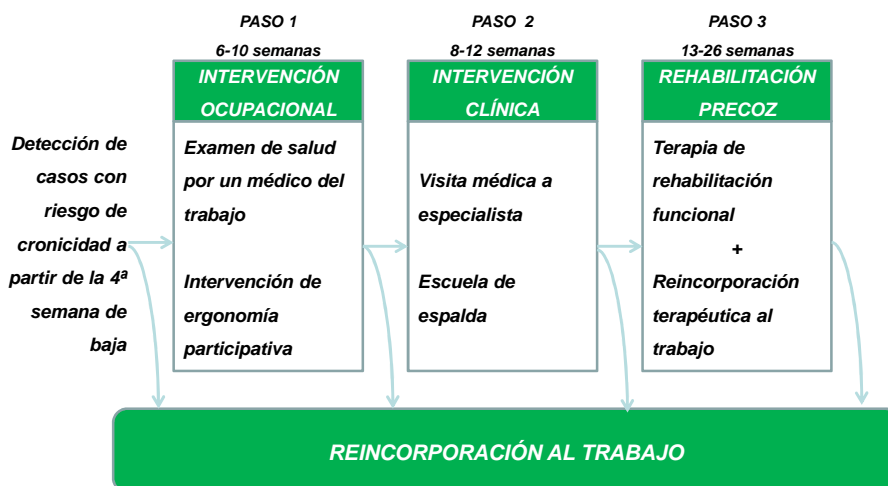 Detección de
casos con
riesgo de
cronicidad a
partir de la 4ª
semana de
baja
PASO 1
6-10 semanas
INTERVENCIÓN
OCUPACIONAL
Examen de salud
por un médico del
trabajo
Intervención de
ergonomía
participativa
PASO 2
8-12 semanas
INTERVENCIÓN
CLÍNICA
Visita médica a
especialista
Escuela de
espalda
PASO 3
13-26 semanas
REHABILITACIÓN
PRECOZ
Terapia de
rehabilitación
funcional
+
Reincorporación
terapéutica al
trabajo
REINCORPORACIÓN AL TRABAJO